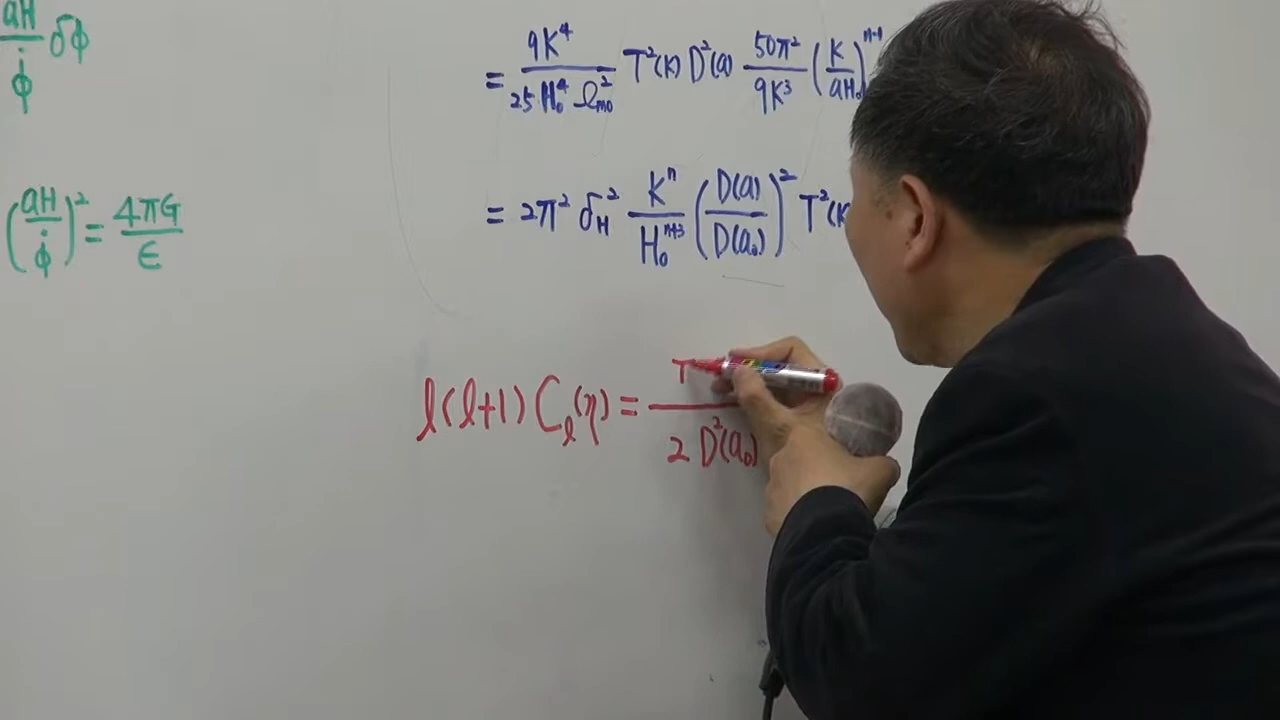 aH/φ̇ δφ
= 9K⁴/(25 H₀⁴ Ω²m0) T²(K) D²(a) 50π²/9K³ (K/aH₀)ⁿ⁻¹
(aH/φ̇)² = 4πG/ϵ
= 2π² δH² Kⁿ/H₀ⁿ⁺³ (D(a)/D(a₀))² T²(K
l(l+1) Cₗ(η) = π/(2 D²(a₀)